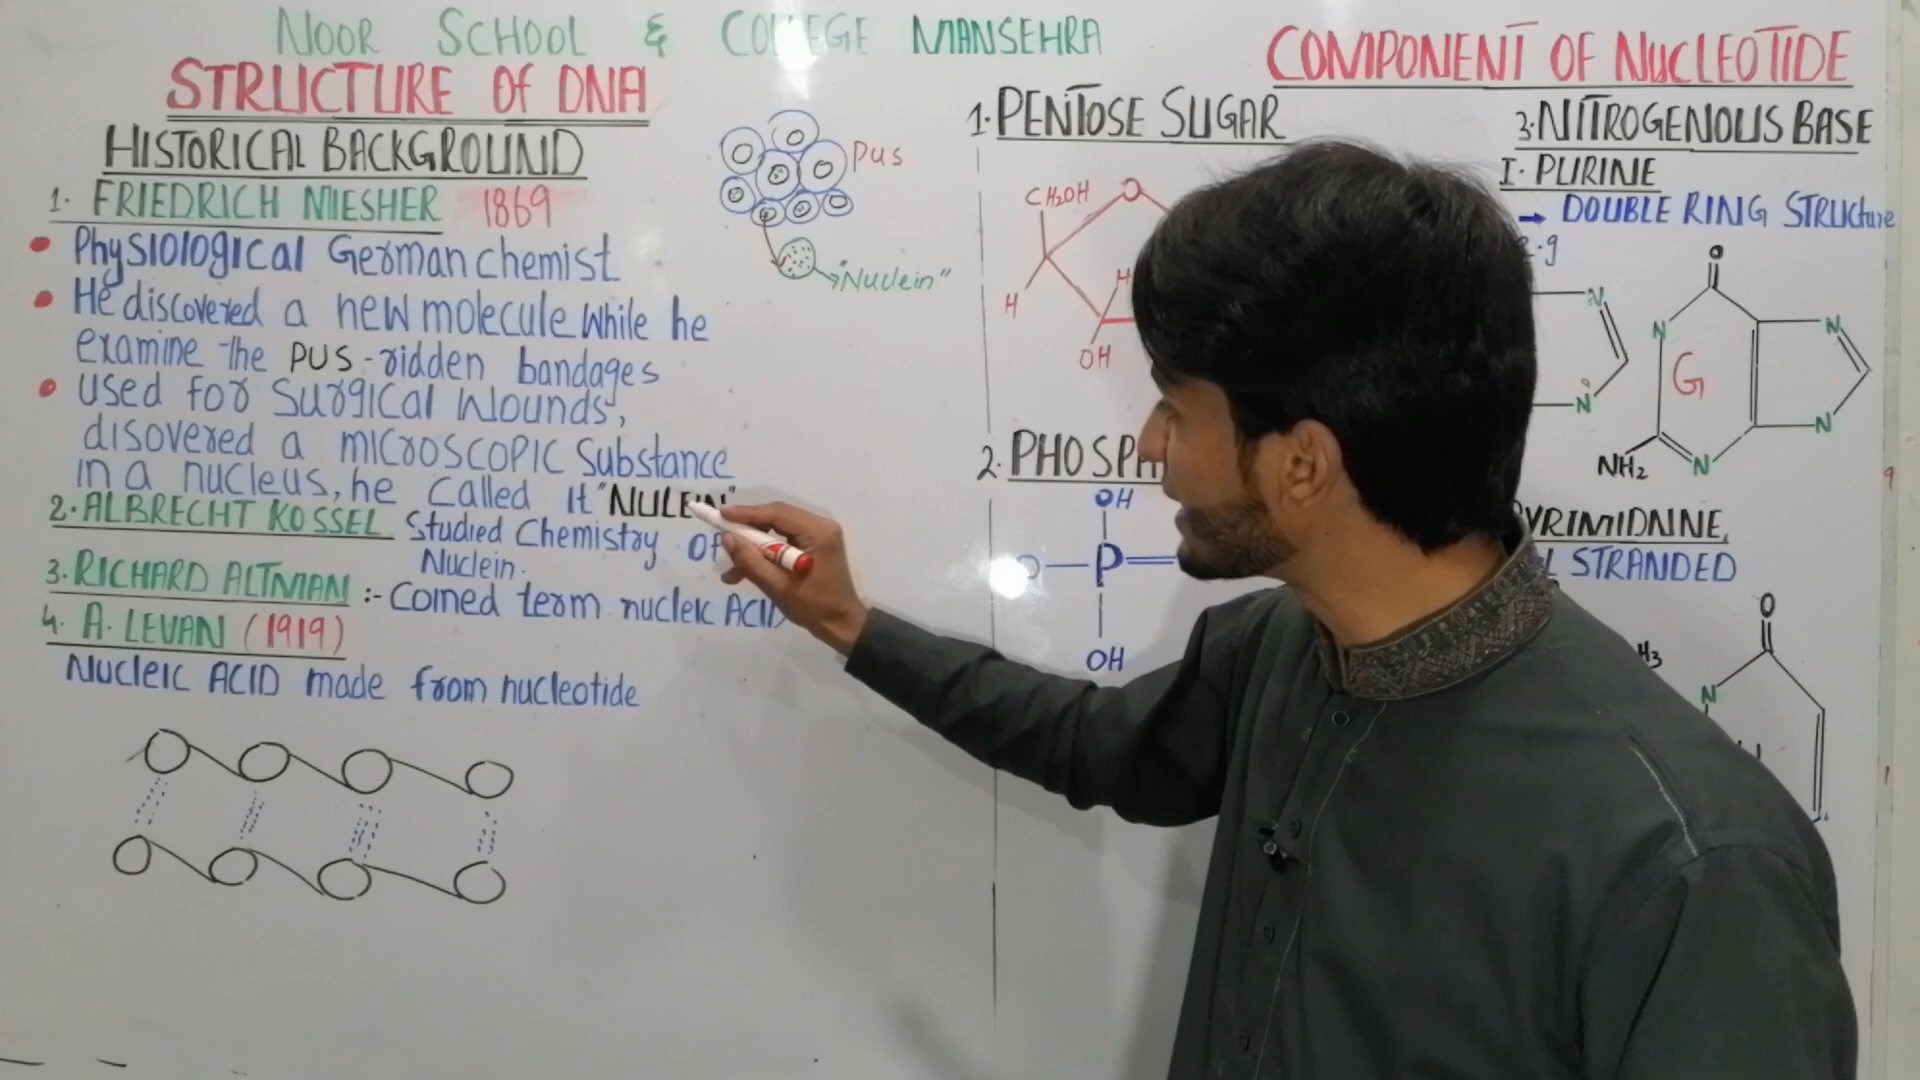 NOOR SCHOOL & COLLEGE MANSEHRA
STRUCTURE Of DNA
HISTORICAL BACKGROUND
1. FRIEDRICH MIESHER 1869
Physiological German chemist
He discovered a new molecule while he
examine the PUS-ridden bandages
used for Surgical Wounds,
disovered a MICROSCOPIC Substance
in a nucleus, he called It "NULEIN"
2. ALBRECHT KOSSEL Studied Chemistry Of
Nuclein.
3. RICHARD ALTMAN :- Coined term nucleic ACID
4. A. LEVAN (1919)
Nucleic ACID made from nucleotide
Pus
"Nuclein"
COMPONENT OF NUCLEOTIDE
1. PENTOSE SUGAR
CH2OH
O
H
H
OH
2. PHOSPH
OH
O
P
OH
3. NITROGENOUS BASE
I. PURINE
→ DOUBLE RING STRUCture
e.g
N
N
O
N
N
G
N
N
NH2
YRIMIDNINE,
STRANDED
O
H3
N